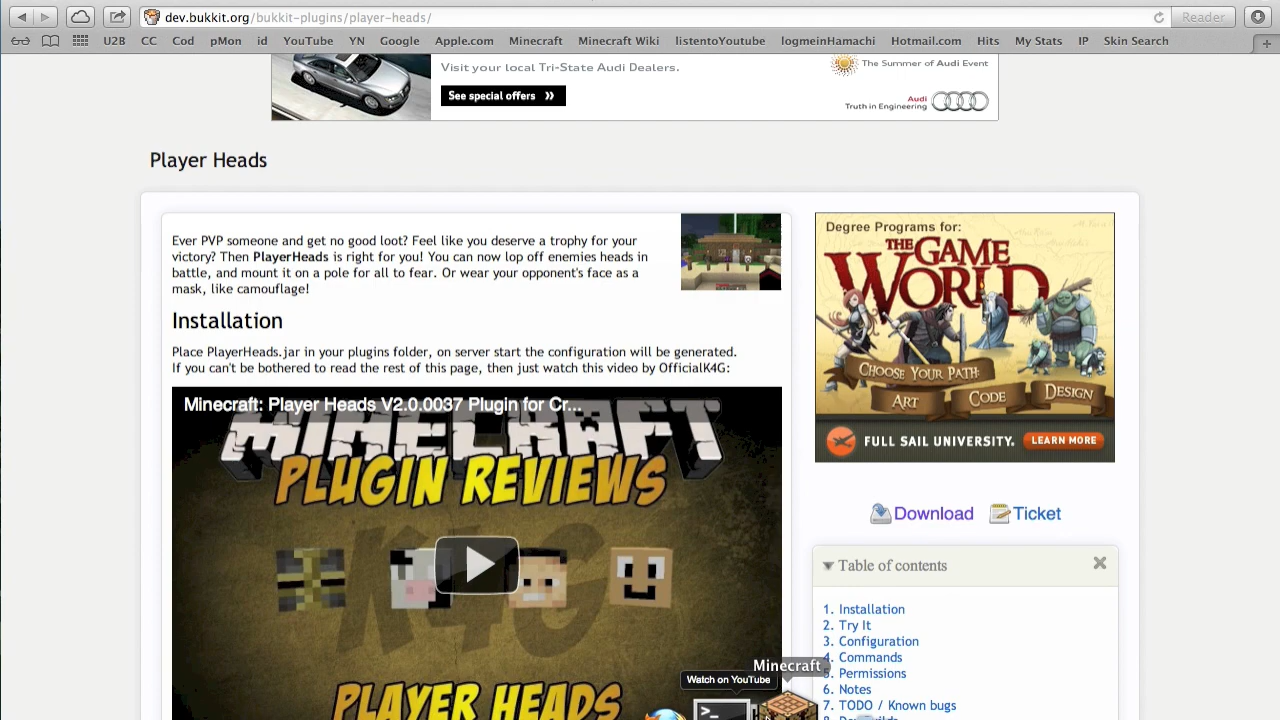 dev.bukkit.org/bukkit-plugins/player-heads/
Reader
U2B CC Cod pMon id YouTube YN Google Apple.com Minecraft Minecraft Wiki listentoYoutube logmeinHamachi Hotmail.com Hits My Stats IP Skin Search
Visit your local Tri-State Audi Dealers.
See special offers »
The Summer of Audi Event
Audi
Truth in Engineering
Player Heads
Ever PVP someone and get no good loot? Feel like you deserve a trophy for your
victory? Then PlayerHeads is right for you! You can now lop off enemies heads in
battle, and mount it on a pole for all to fear. Or wear your opponent's face as a
mask, like camouflage!
Installation
Place PlayerHeads.jar in your plugins folder, on server start the configuration will be generated.
If you can't be bothered to read the rest of this page, then just watch this video by OfficialK4G:
Minecraft: Player Heads V2.0.0037 Plugin for Cr...
MINECRAFT
PLUGIN REVIEWS
K4G
PLAYER HEADS
Watch on YouTube
Minecraft
Degree Programs for:
THE GAME
WORLD
CHOOSE YOUR PATH:
ART CODE DESIGN
FULL SAIL UNIVERSITY. LEARN MORE
Download Ticket
Table of contents
1. Installation
2. Try It
3. Configuration
4. Commands
5. Permissions
6. Notes
7. TODO / Known bugs